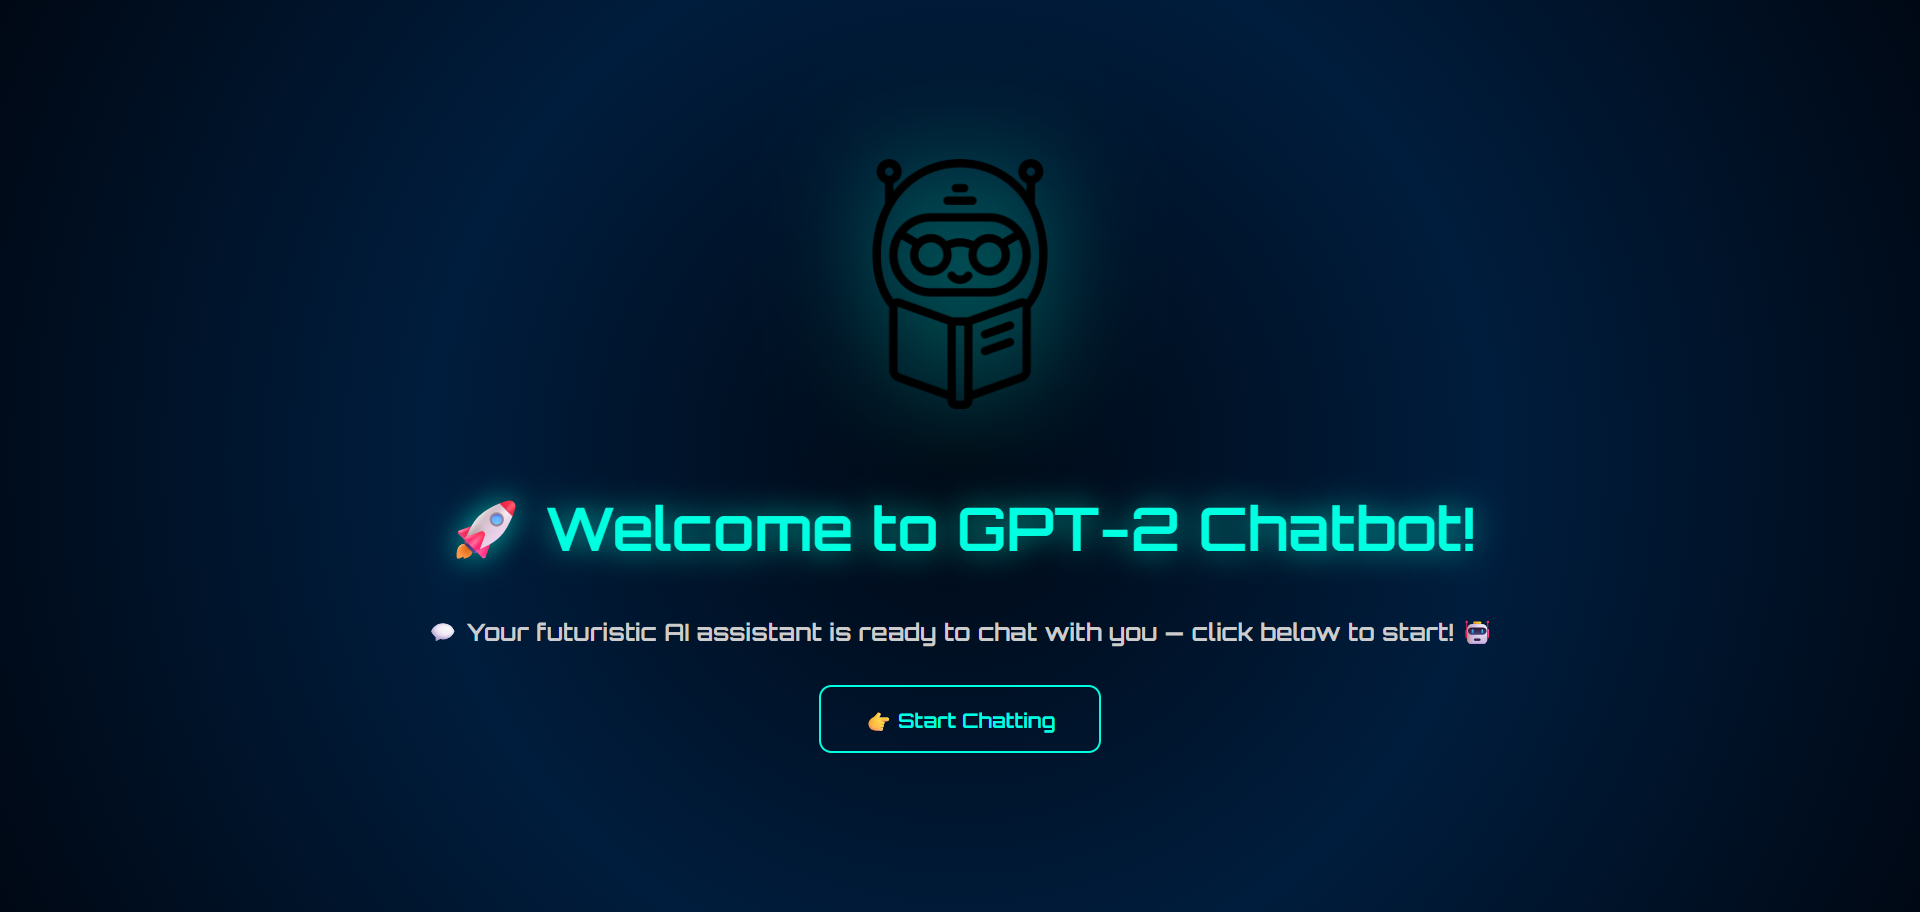 🚀 Welcome to GPT-2 Chatbot!
💬 Your futuristic AI assistant is ready to chat with you — click below to start! 🤖
👉 Start Chatting